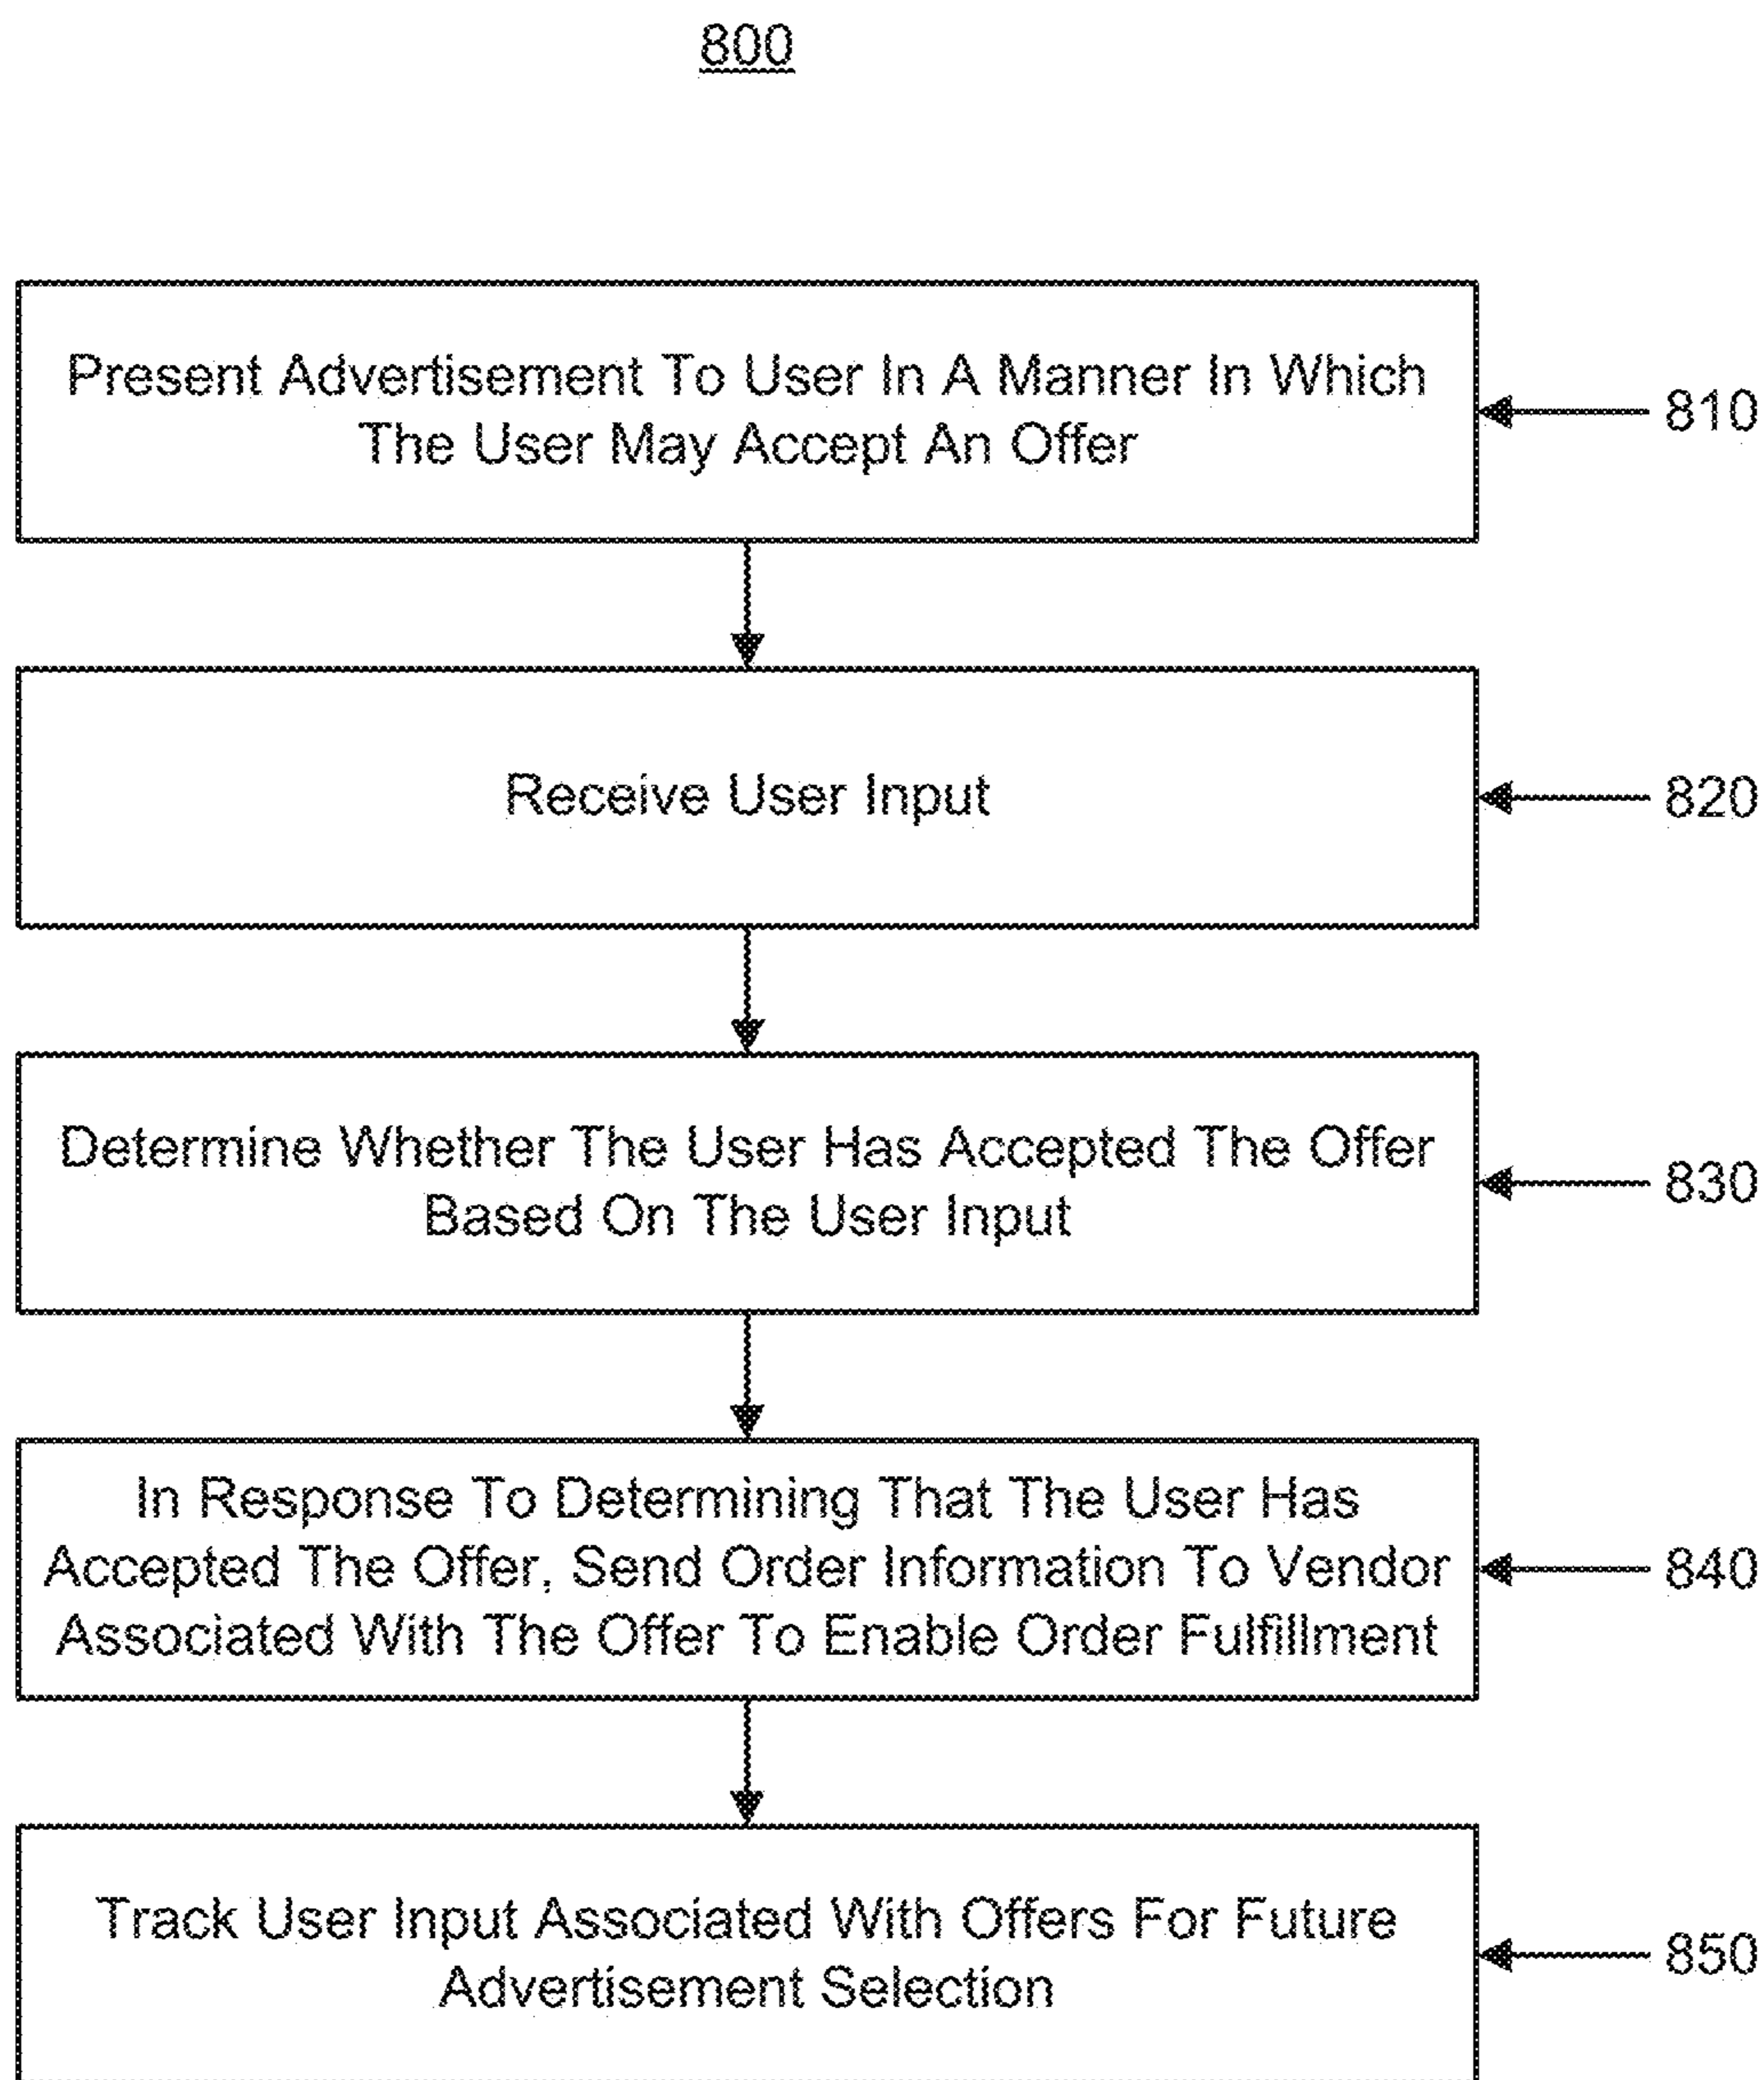 800
Present Advertisement To User In A Manner In Which
The User May Accept An Offer
810
Receive User Input
820
Determine Whether The User Has Accepted The Offer
Based On The User Input
830
In Response To Determining That The User Has
Accepted The Offer, Send Order Information To Vendor
Associated With The Offer To Enable Order Fulfillment
840
Track User Input Associated With Offers For Future
Advertisement Selection
850